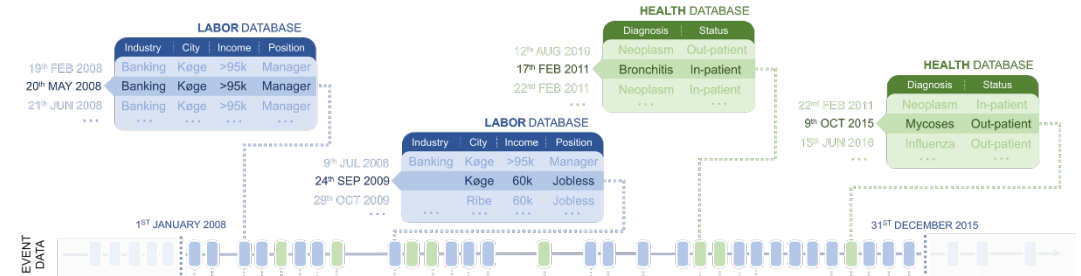 LABOR DATABASE
Industry City Income Position
19th FEB 2008 Banking Køge >95k Manager
20th MAY 2008 Banking Køge >95k Manager
21th JUN 2008 Banking Køge >95k Manager
... ... ... ... ...
LABOR DATABASE
Industry City Income Position
9th JUL 2008 Banking Køge >95k Manager
24th SEP 2009 Køge 60k Jobless
29th OCT 2009 Ribe 60k Jobless
... ... ... ... ...
HEALTH DATABASE
Diagnosis Status
12th AUG 2010 Neoplasm Out-patient
17th FEB 2011 Bronchitis In-patient
22nd FEB 2011 Neoplasm In-patient
... ... ...
HEALTH DATABASE
Diagnosis Status
22nd FEB 2011 Neoplasm In-patient
9th OCT 2015 Mycoses Out-patient
15th JUN 2016 Influenza Out-patient
... ... ...
1ST JANUARY 2008
31ST DECEMBER 2015
EVENT
DATA